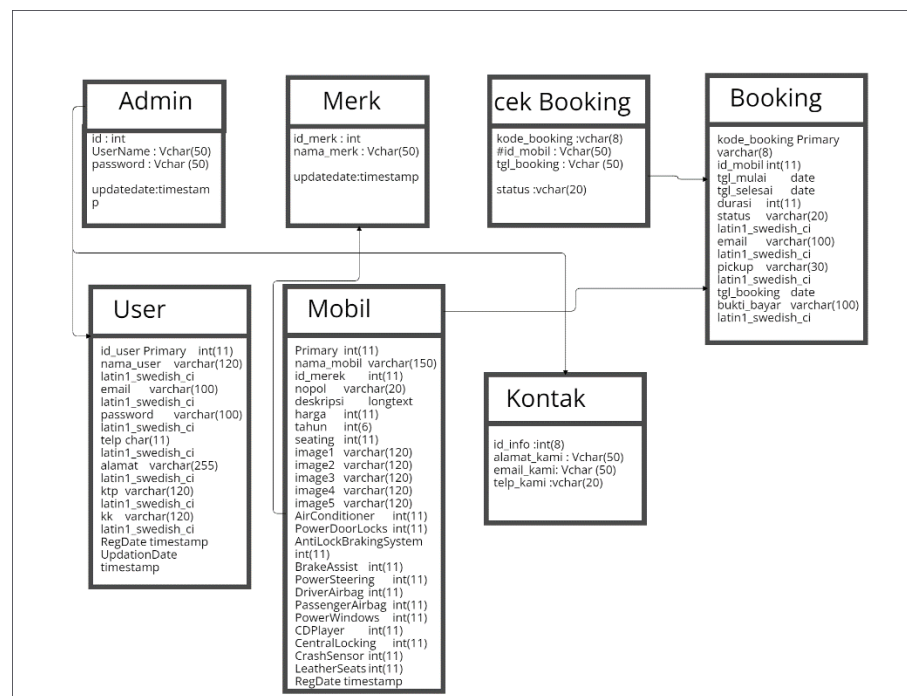 Admin
id : int
UserName : Vchar(50)
password : Vchar (50)
updatedate:timestam
p
Merk
id_merk : int
nama_merk : Vchar(50)
updatedate:timestamp
cek Booking
kode_booking :vchar(8)
#id_mobil : Vchar(50)
tgl_booking : Vchar (50)
status :vchar(20)
Booking
kode_booking Primary
varchar(8)
id_mobil int(11)
tgl_mulai date
tgl_selesai date
durasi int(11)
status varchar(20)
latin1_swedish_ci
email varchar(100)
latin1_swedish_ci
pickup varchar(30)
latin1_swedish_ci
tgl_booking date
bukti_bayar varchar(100)
latin1_swedish_ci
User
id_user Primary int(11)
nama_user varchar(120)
latin1_swedish_ci
email varchar(100)
latin1_swedish_ci
password varchar(100)
latin1_swedish_ci
telp char(11)
latin1_swedish_ci
alamat varchar(255)
latin1_swedish_ci
ktp varchar(120)
latin1_swedish_ci
kk varchar(120)
latin1_swedish_ci
RegDate timestamp
UpdationDate
timestamp
Mobil
Primary int(11)
nama_mobil varchar(150)
id_merek int(11)
nopol varchar(20)
deskripsi longtext
harga int(11)
tahun int(6)
seating int(11)
image1 varchar(120)
image2 varchar(120)
image3 varchar(120)
image4 varchar(120)
image5 varchar(120)
AirConditioner int(11)
PowerDoorLocks int(11)
AntiLockBrakingSystem
int(11)
BrakeAssist int(11)
PowerSteering int(11)
DriverAirbag int(11)
PassengerAirbag int(11)
PowerWindows int(11)
CDPlayer int(11)
CentralLocking int(11)
CrashSensor int(11)
LeatherSeats int(11)
RegDate timestamp
Kontak
id_info :int(8)
alamat_kami : Vchar(50)
email_kami: Vchar (50)
telp_kami :vchar(20)